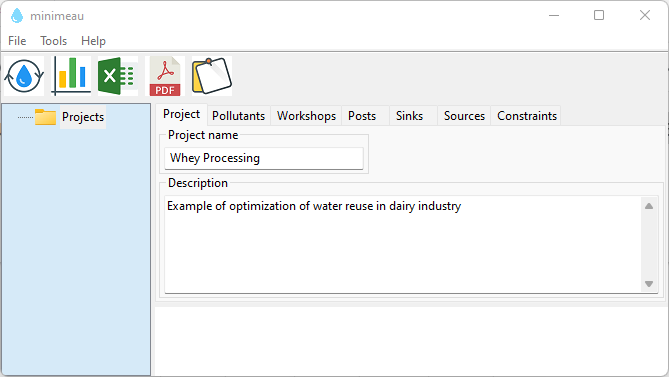 minimeau
File Tools Help
PDF
Projects
Project Pollutants Workshops Posts Sinks Sources Constraints
Project name
Whey Processing
Description
Example of optimization of water reuse in dairy industry